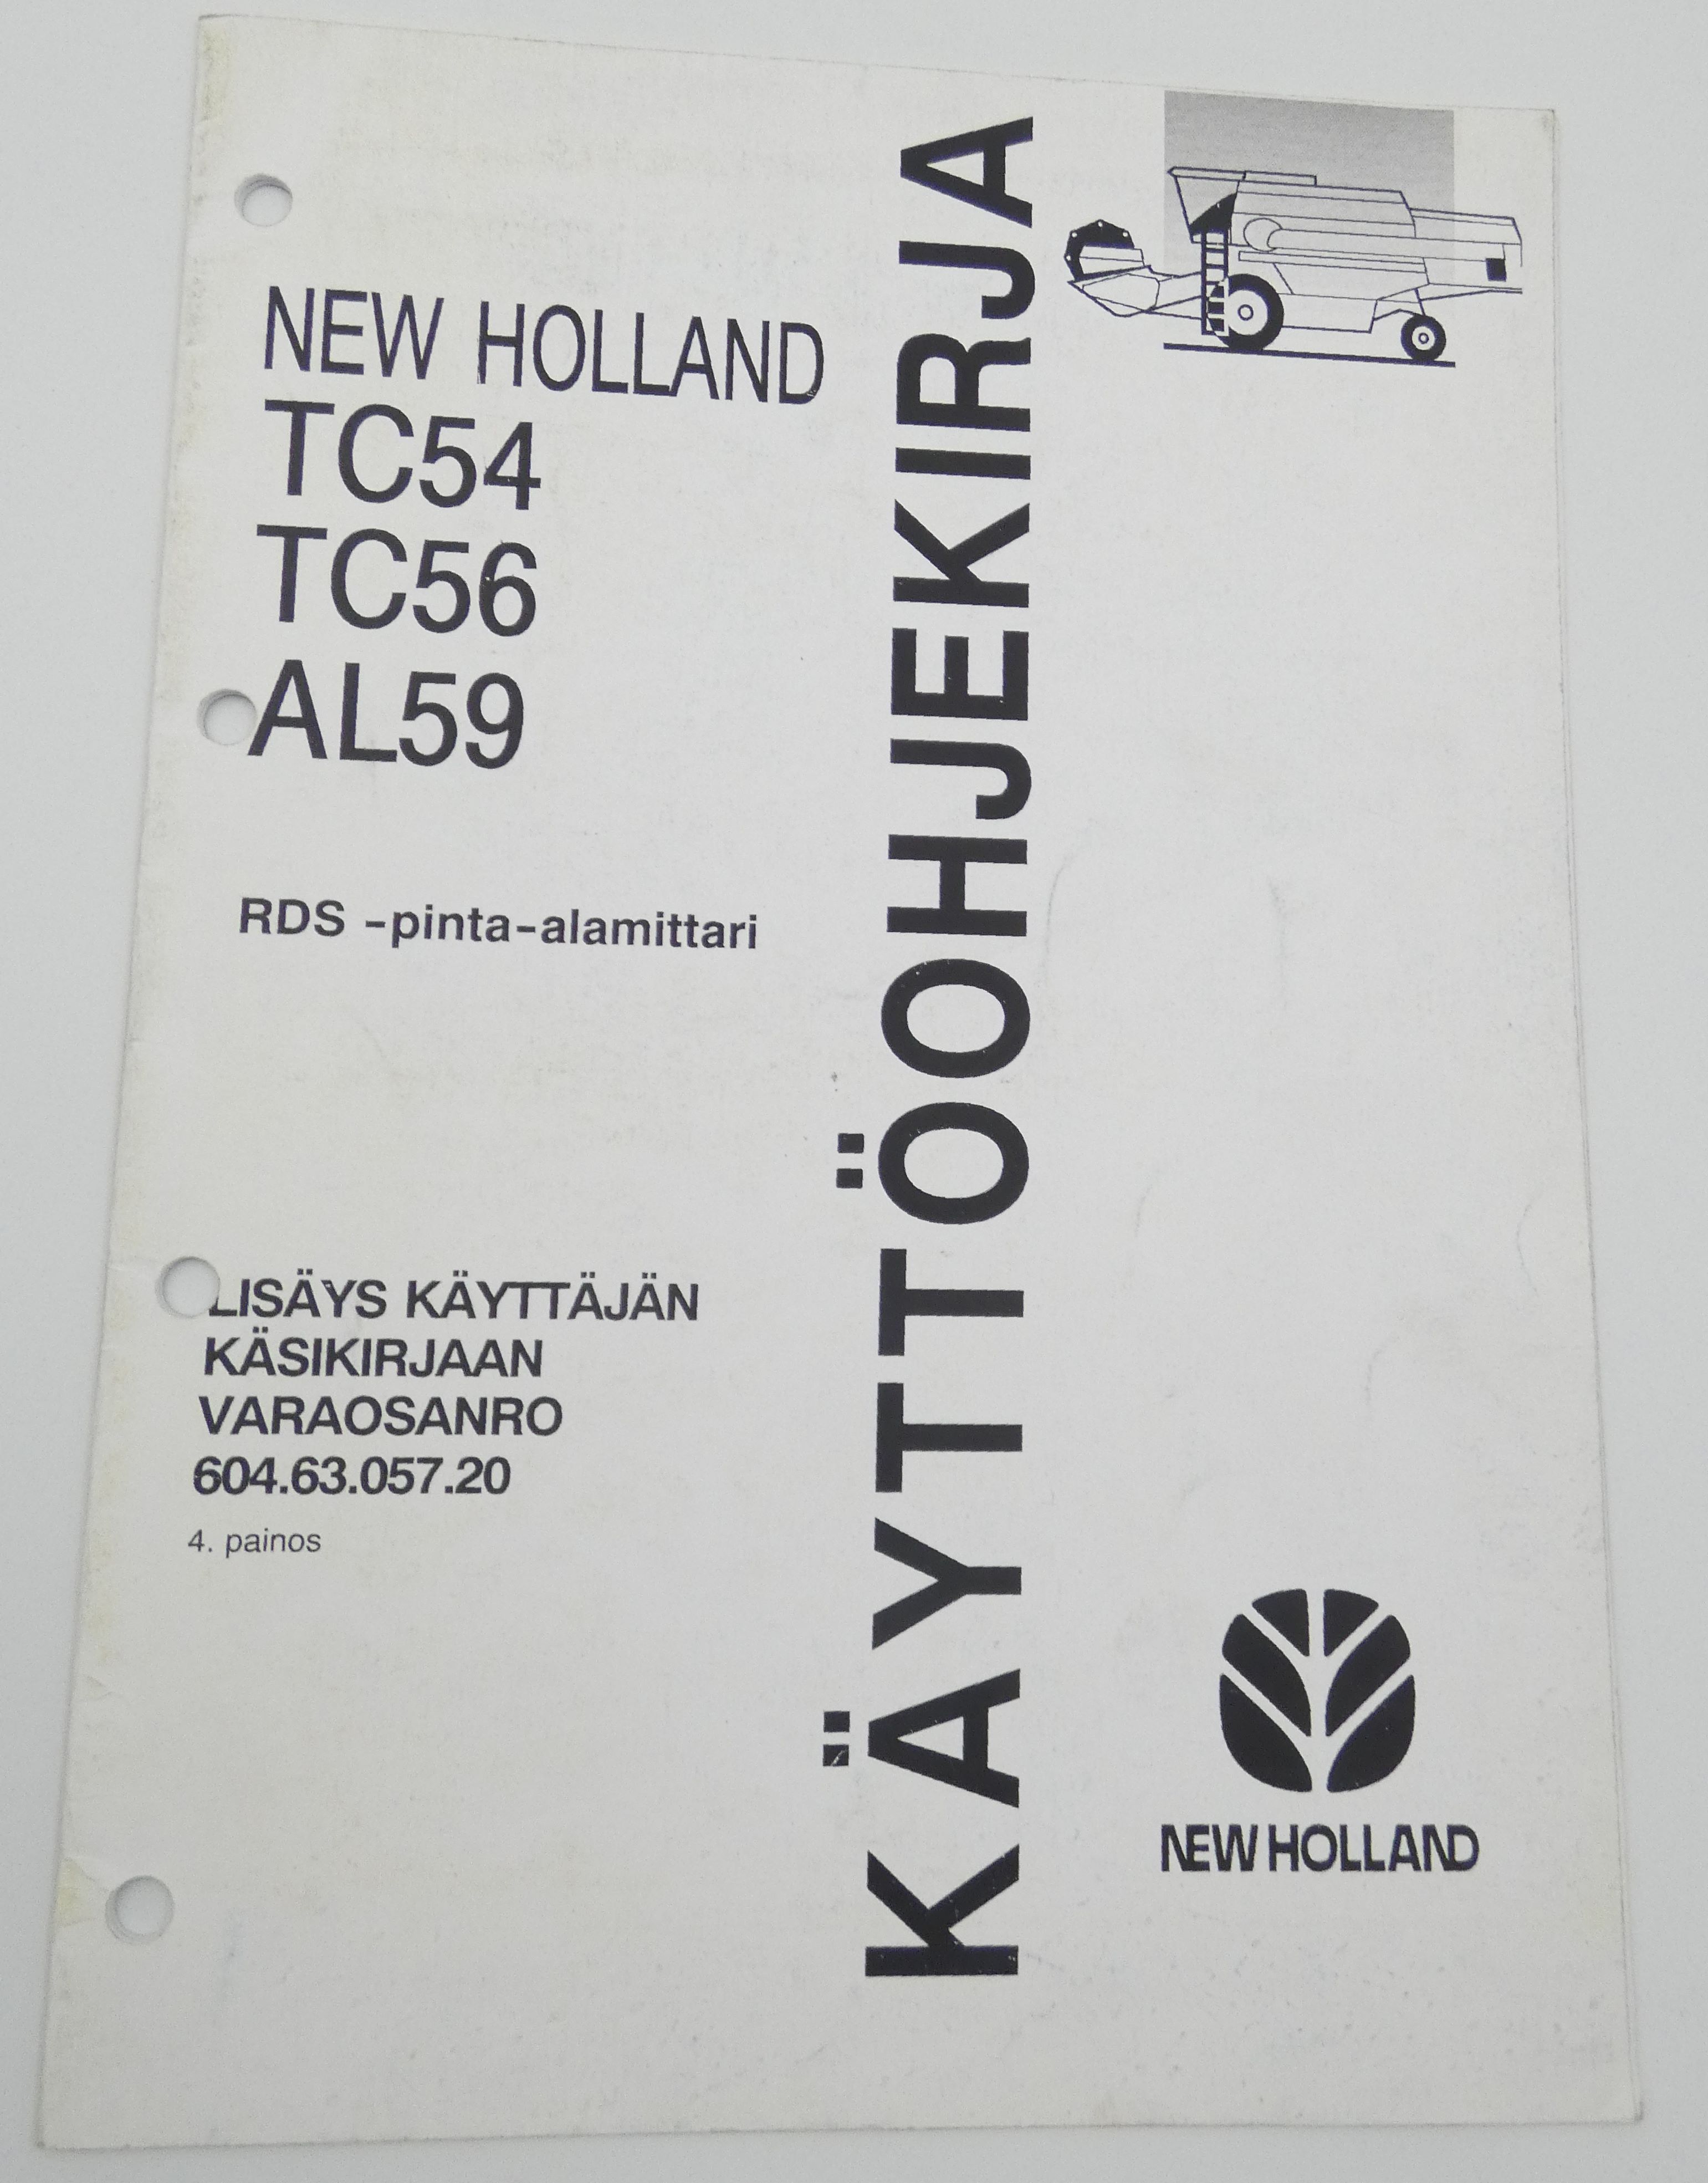 NEW HOLLAND
TC54
TC56
AL59
RDS -pinta-alamittari
LISÄYS KÄYTTÄJÄN
KÄSIKIRJAAN
VARAOSANRO
604.63.057.20
4. painos
KÄYTTÖOHJEKIRJA
NEW HOLLAND